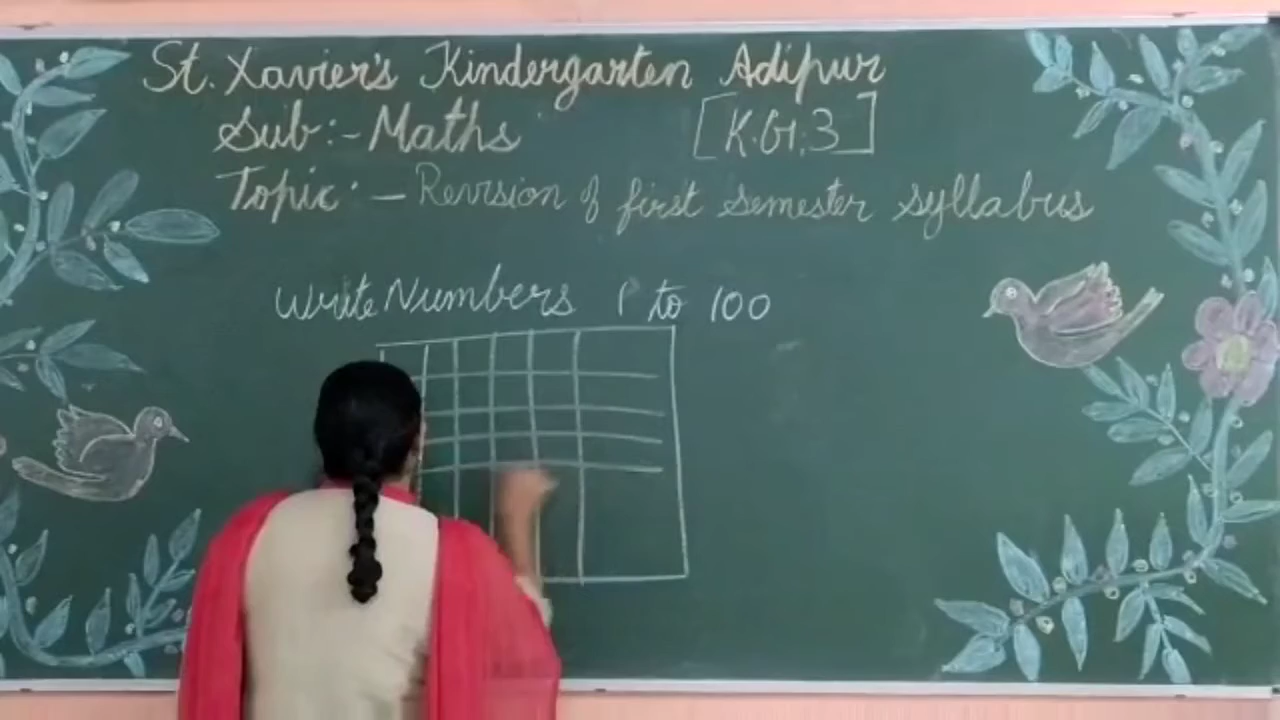 St. Xavier's Kindergarten Adipur
Sub:- Maths [K.G.3]
Topic:- Revision of first semester syllabus
Write Numbers 1 to 100